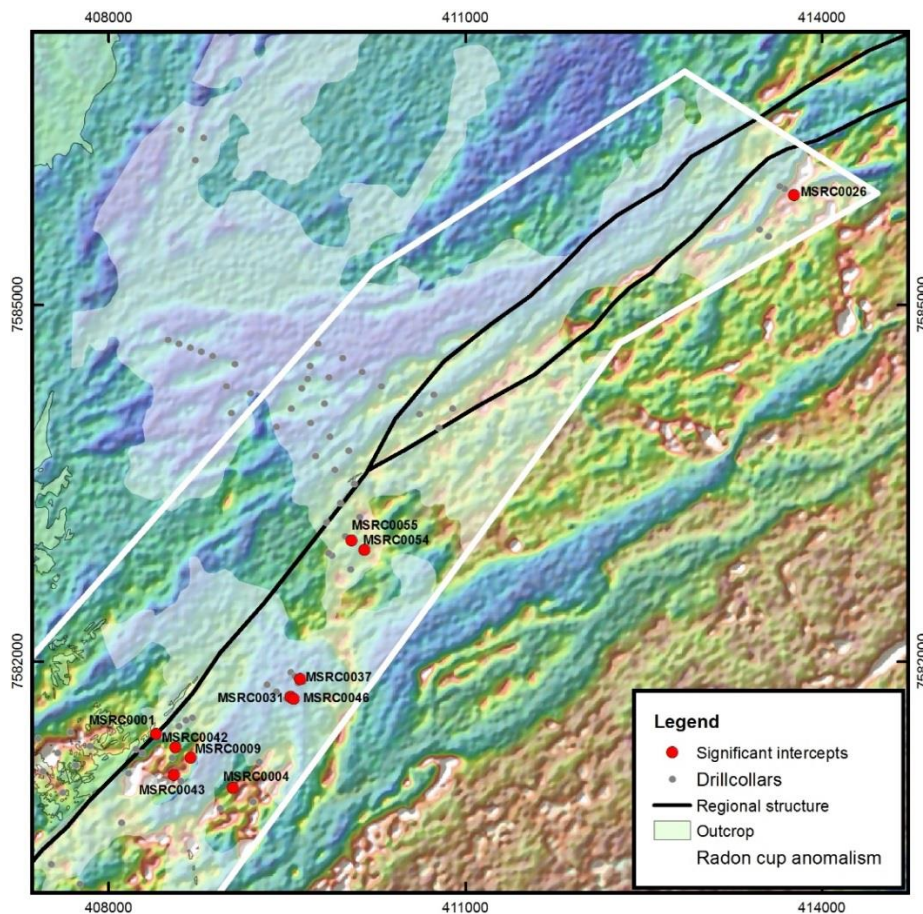 408000 411000 414000
MSRC0026
7585000 7585000
MSRC0055
MSRC0054
MSRC0037
MSRC0031 MSRC0046
7582000 7582000
MSRC0001
MSRC0042
MSRC0009
MSRC0004
MSRC0043
Legend
Significant intercepts
Drillcollars
Regional structure
Outcrop
Radon cup anomalism
408000 411000 414000